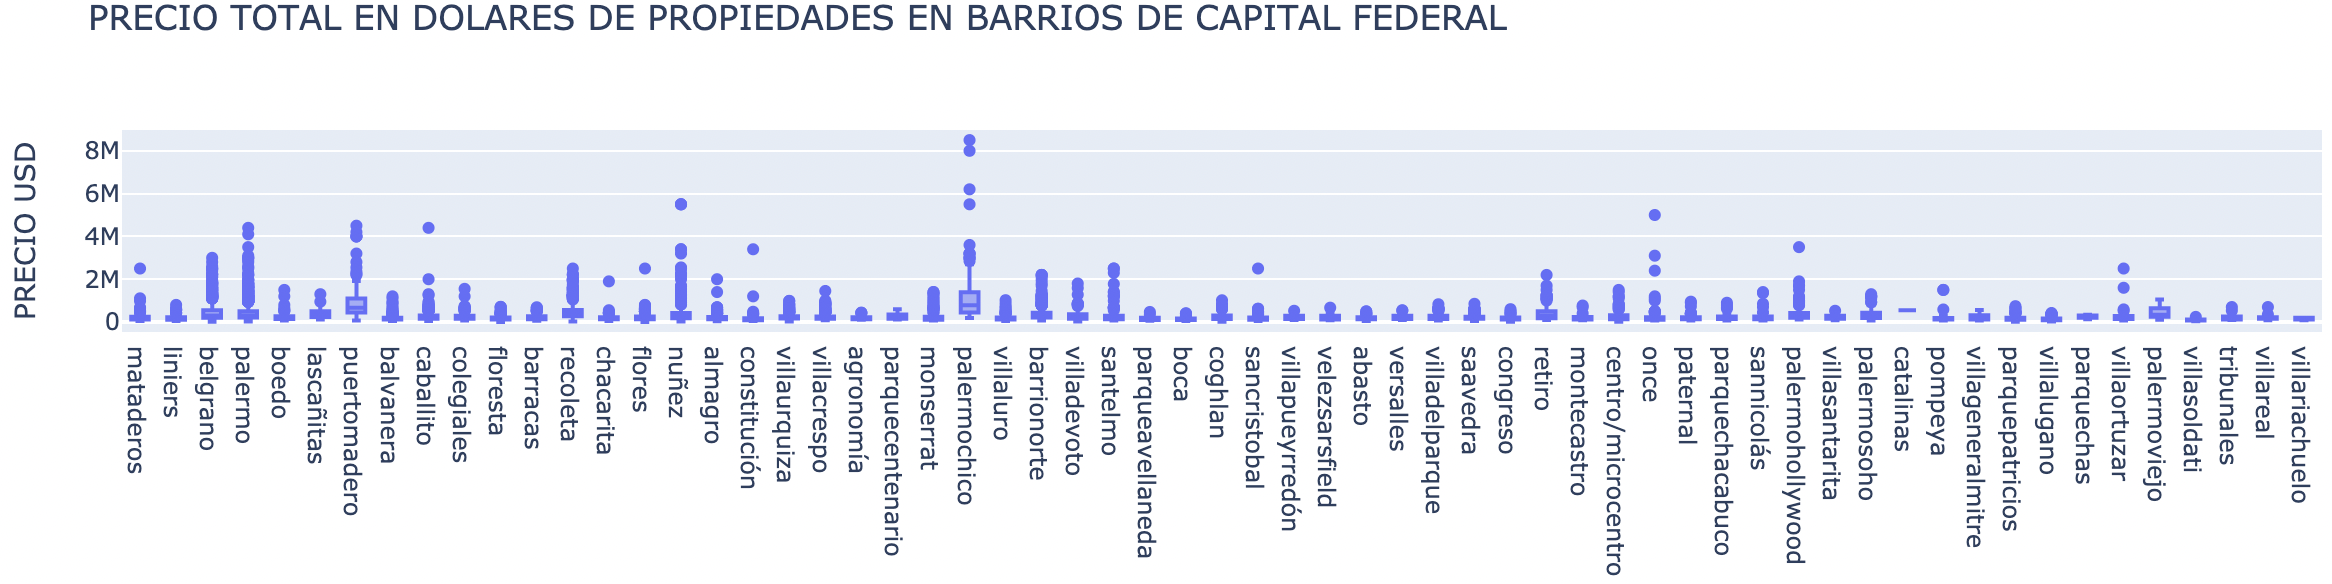 PRECIO TOTAL EN DOLARES DE PROPIEDADES EN BARRIOS DE CAPITAL FEDERAL
PRECIO USD
8M
6M
4M
2M
0
mataderos
liniers
belgrano
palermo
boedo
lascañitas
puertomadero
balvanera
caballito
colegiales
floresta
barracas
recoleta
chacarita
flores
nuñez
almagro
constitución
villaurquiza
villacrespo
agronomía
parquecentenario
monserrat
palermochico
villaluro
barrionorte
villadevoto
santelmo
parqueavellaneda
boca
coghlan
sancristobal
villapueyrredón
velezsarsfield
abasto
versalles
villadelparque
saavedra
congreso
retiro
montecastro
centro/microcentro
once
paternal
parquechacabuco
sannicolás
palermohollywood
villasantarita
palermosoho
catalinas
pompeya
villageneralmitre
parquepatricios
villalugano
parquechas
villaortuzar
palermoviejo
villasoldati
tribunales
villareal
villariachuelo